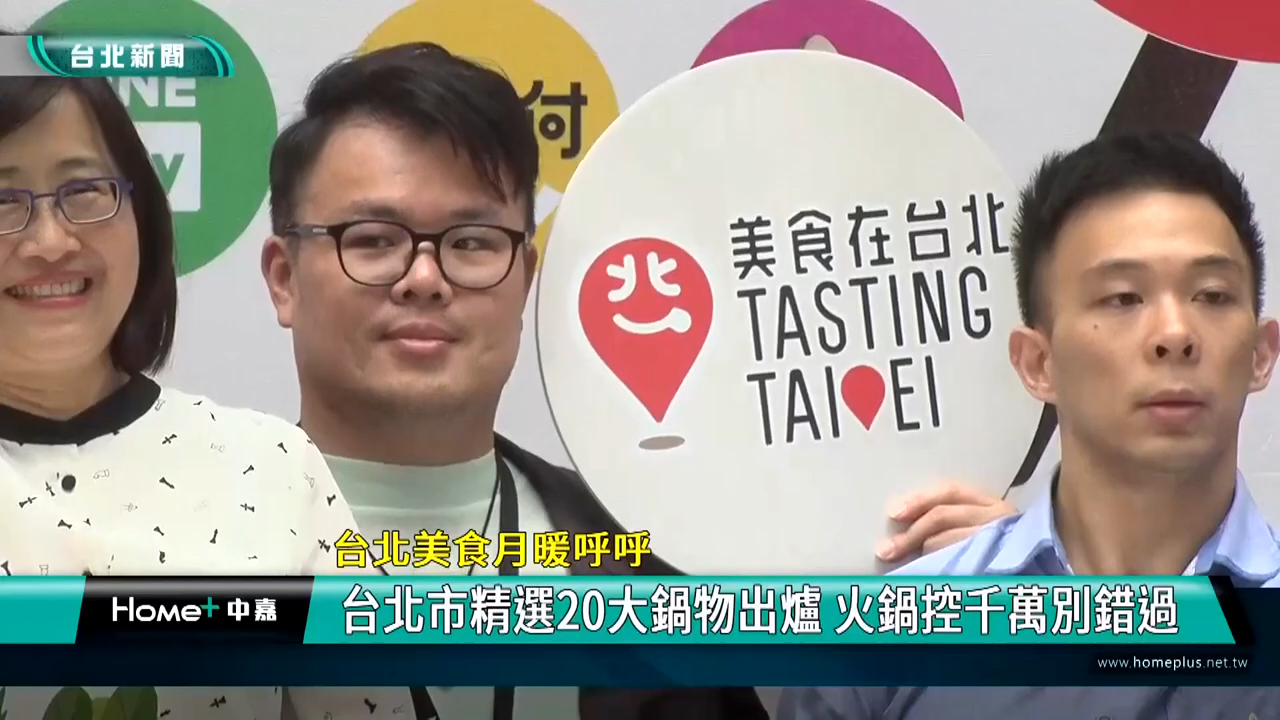 台北新聞
付
北
美食在台北
TASTING
TAIPEI
台北美食月暖呼呼
Home+中嘉
台北市精選20大鍋物出爐 火鍋控千萬別錯過
www.homeplus.net.tw